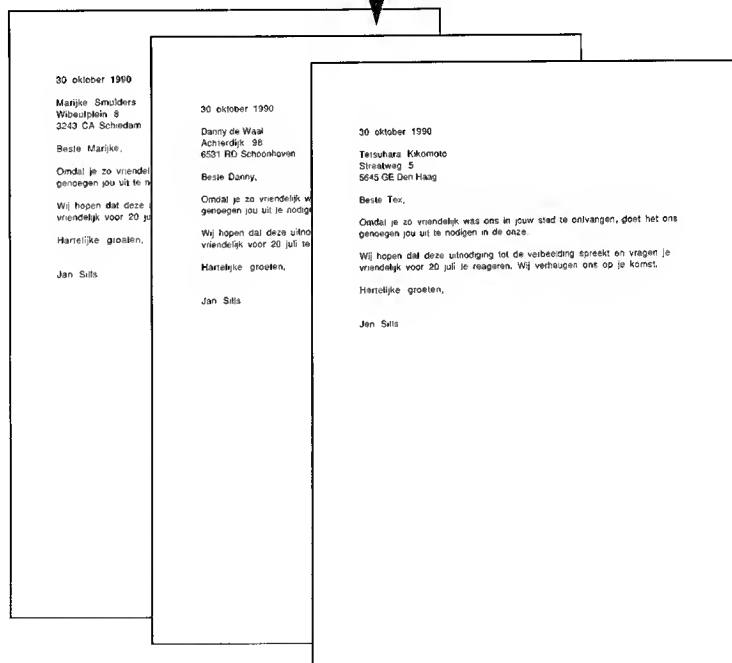 30 oktober 1990
Marijke Smulders
Wibautplein 8
3243 CA Schiedam
Beste Marijke,
Omdat je zo vriendel
genoegen jou uit te n
Wij hopen dat deze
vriendelijk voor 20 ju
Hartelijke groeten,
Jan Sills
30 oktober 1990
Danny de Waal
Achterdijk 98
6531 RD Schoonhoven
Beste Danny,
Omdat je zo vriendelijk w
genoegen jou uit te nodig
Wij hopen dat deze uitno
vriendelijk voor 20 juli te
Hartelijke groeten,
Jan Sills
30 oktober 1990
Tetsuhara Kikomoto
Straatweg 5
5645 GE Den Haag
Beste Tex,
Omdat je zo vriendelijk was ons in jouw stad te ontvangen, doet het ons
genoegen jou uit te nodigen in de onze.
Wij hopen dat deze uitnodiging tot de verbeelding spreekt en vragen je
vriendelijk voor 20 juli te reageren. Wij verheugen ons op je komst.
Hartelijke groeten,
Jan Sills